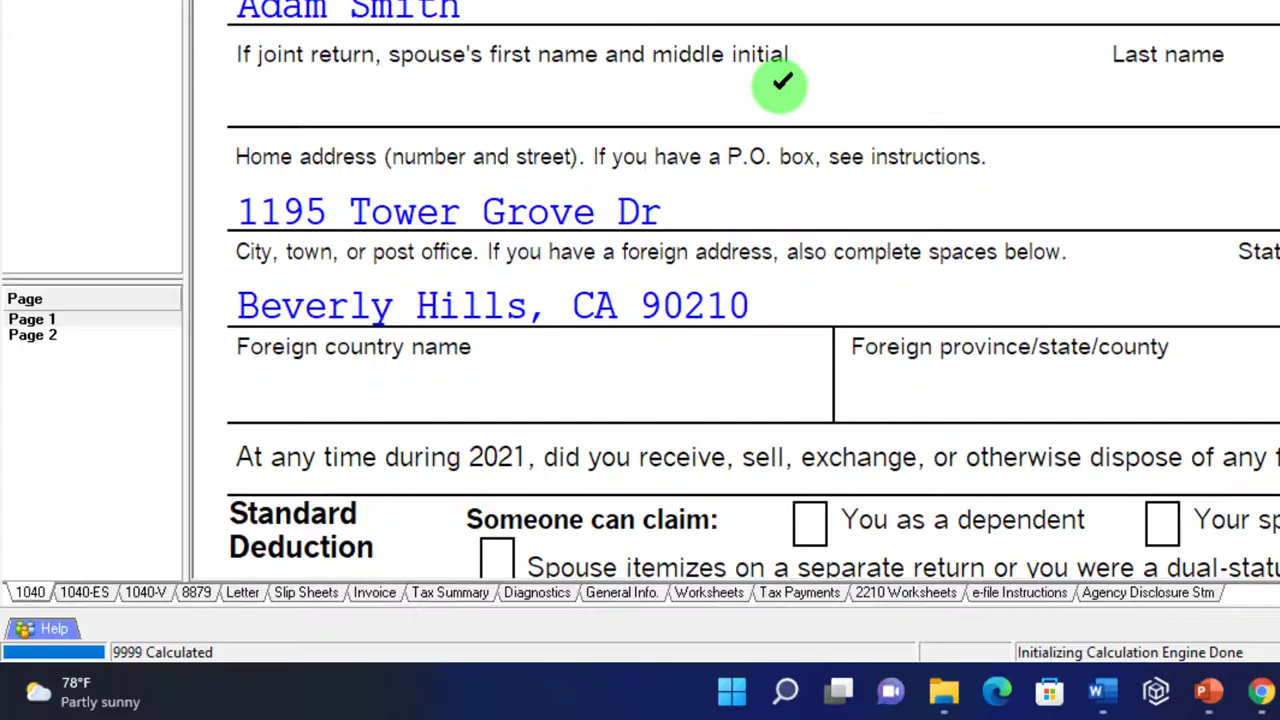 Adam Smith
If joint return, spouse's first name and middle initial Last name
Home address (number and street). If you have a P.O. box, see instructions.
1195 Tower Grove Dr
City, town, or post office. If you have a foreign address, also complete spaces below.
Beverly Hills, CA 90210
Page
Page 1
Page 2
Foreign country name Foreign province/state/county
At any time during 2021, did you receive, sell, exchange, or otherwise dispose of any
Standard Deduction
Someone can claim: You as a dependent Your
Spouse itemizes on a separate return or you were a
1040 1040-ES 1040-V 8879 Letter Slip Sheets Invoice Tax Summary Diagnostics General Info. Worksheets Tax Payments 2210 Worksheets e-file Instructions Agency Disclosure Stm
Help
9999 Calculated Initializing Calculation Engine Done
78°F
Partly sunny